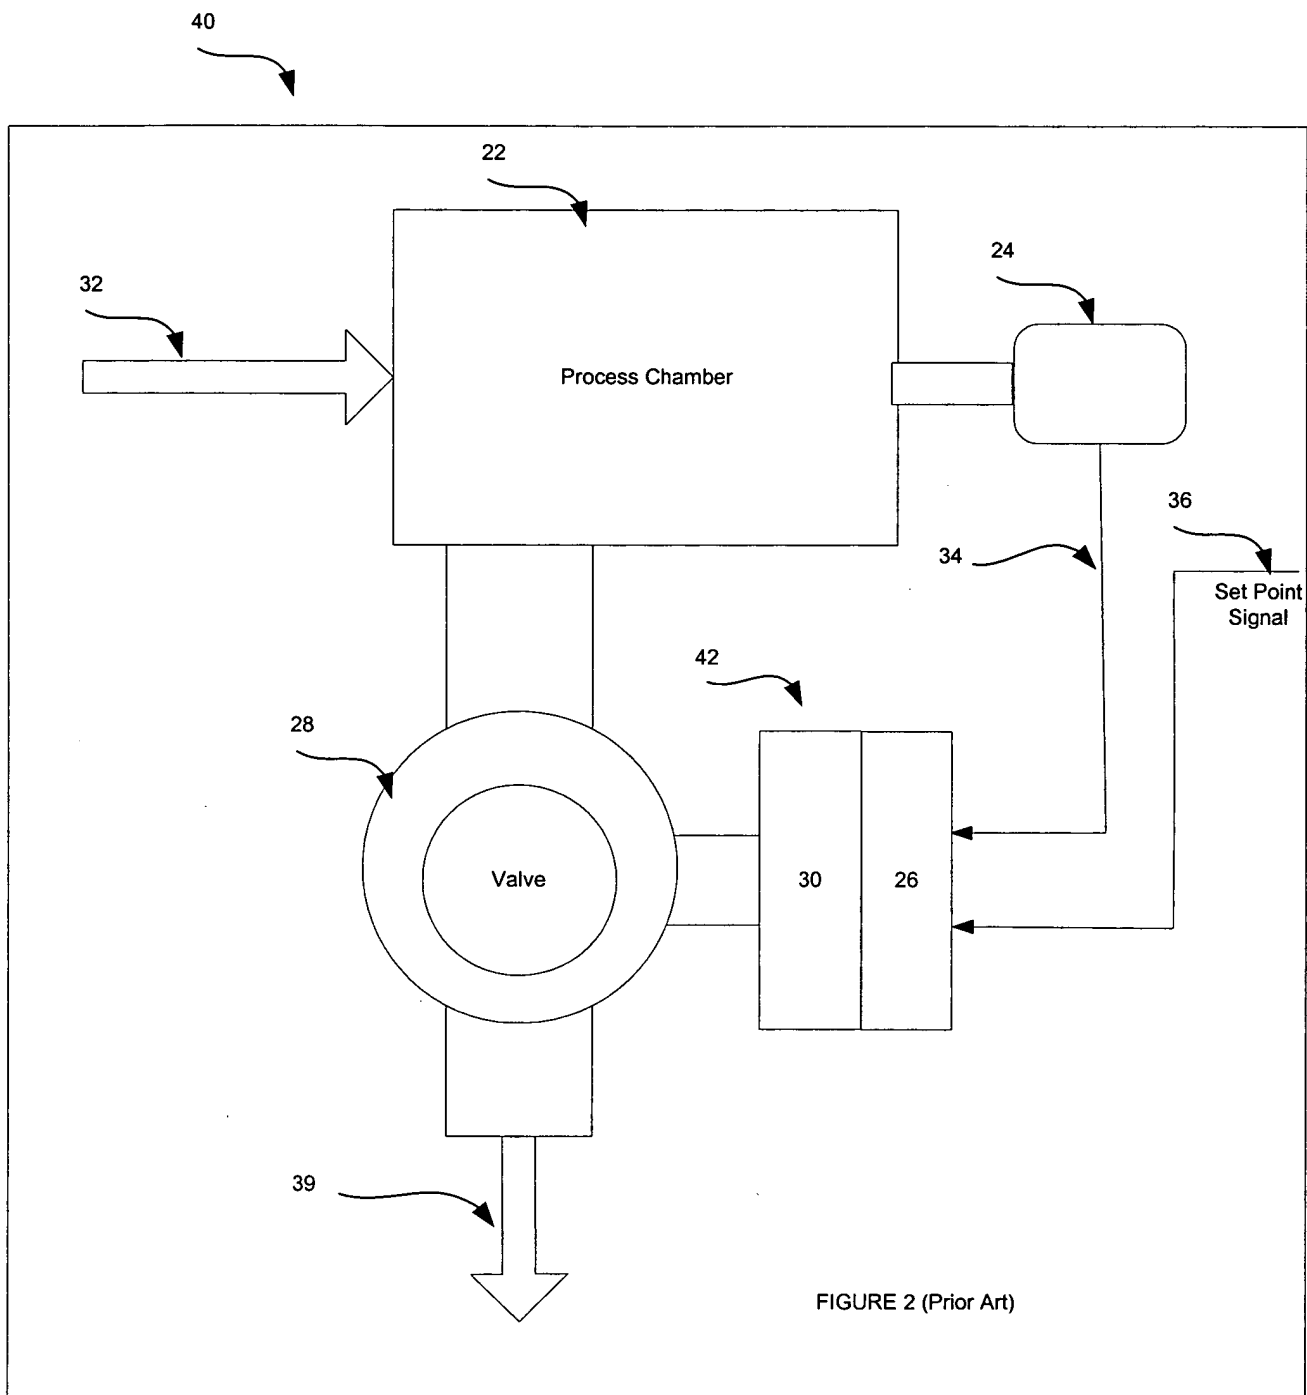 40
22
24
32
Process Chamber
36
34
Set Point
Signal
42
28
Valve
30
26
39
FIGURE 2 (Prior Art)